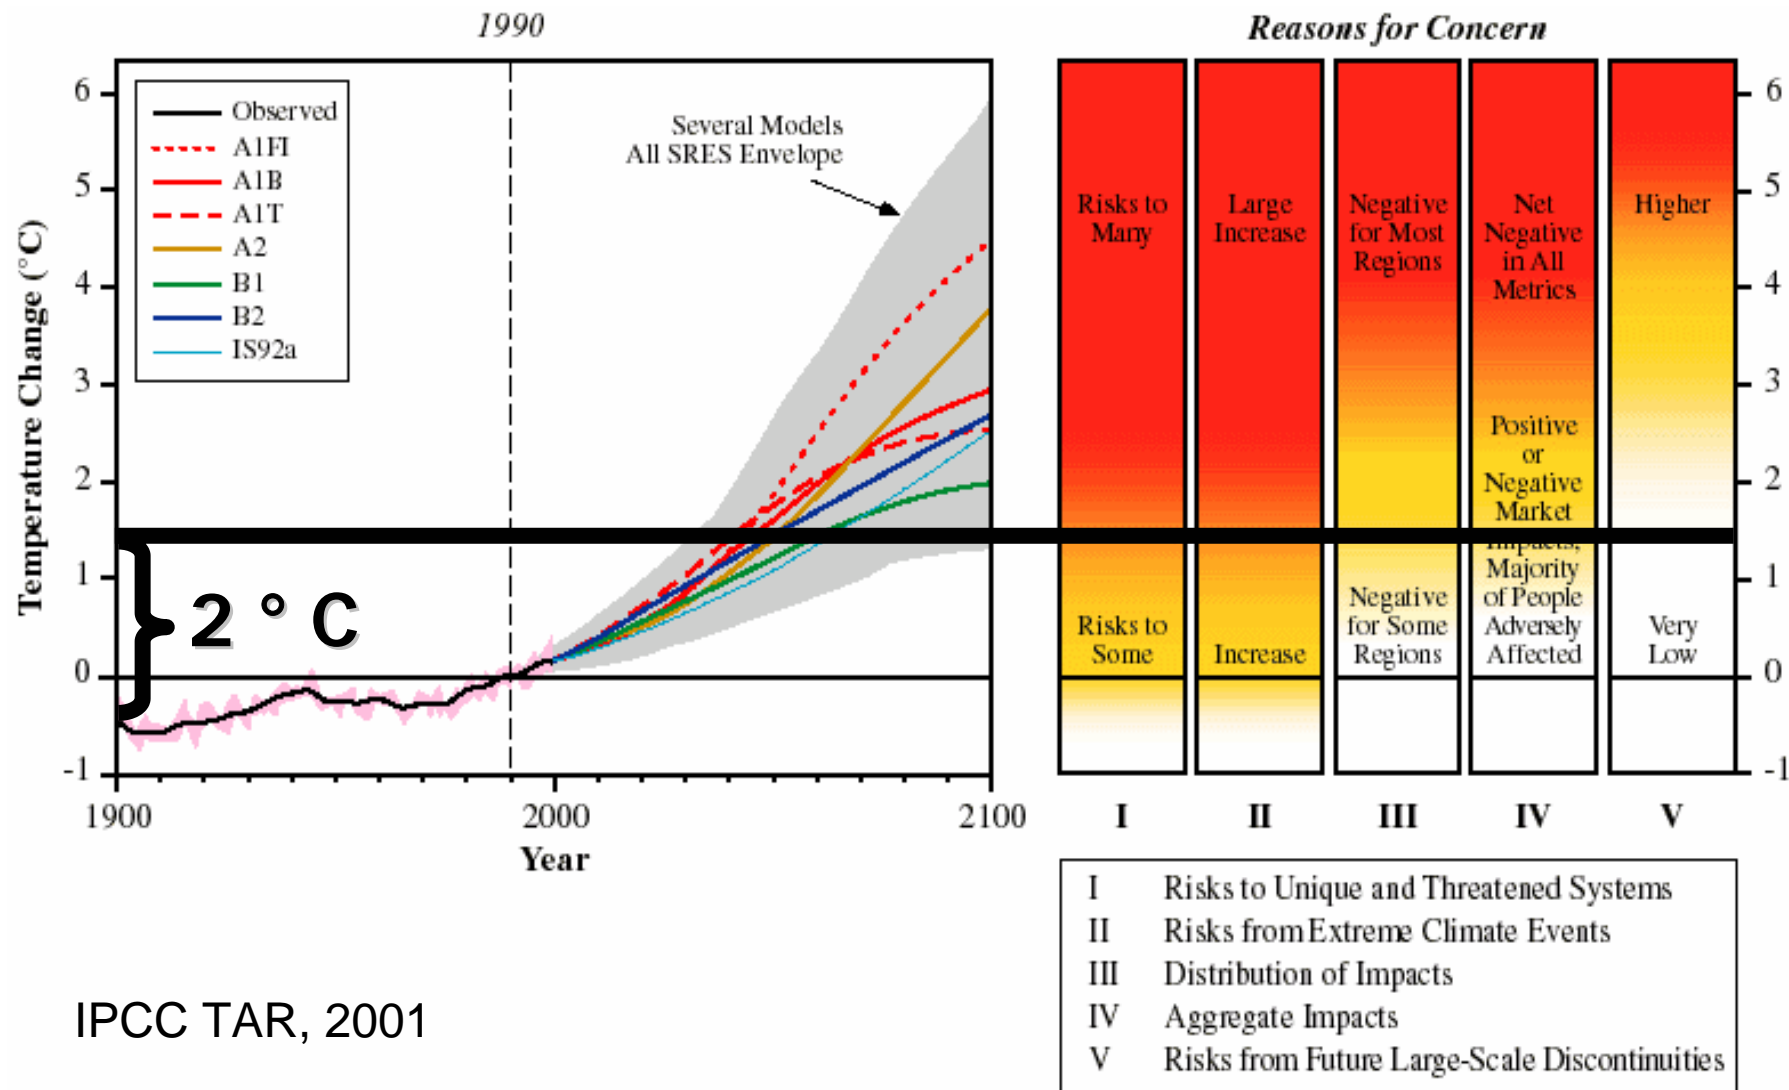 1990
Reasons for Concern
Temperature Change (°C)
6
5
4
3
2
1
0
-1
Observed
A1FI
A1B
A1T
A2
B1
B2
IS92a
Several Models
All SRES Envelope
2 ° C
1900
2000
2100
Year
Risks to
Many
Risks to
Some
Large
Increase
Increase
Negative
for Most
Regions
Negative
for Some
Regions
Net
Negative
in All
Metrics
Positive
or
Negative
Market
Impacts;
Majority
of People
Adversely
Affected
Higher
Very
Low
6
5
4
3
2
1
0
-1
I
II
III
IV
V
I Risks to Unique and Threatened Systems
II Risks from Extreme Climate Events
III Distribution of Impacts
IV Aggregate Impacts
V Risks from Future Large-Scale Discontinuities
IPCC TAR, 2001